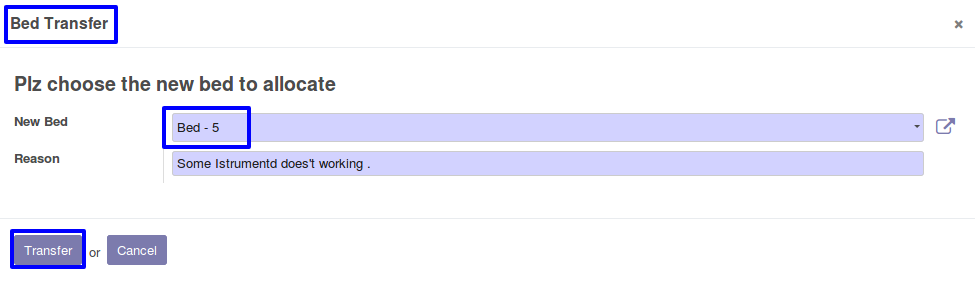 Bed Transfer ×
Plz choose the new bed to allocate
New Bed Bed - 5
Reason Some Istrumentd does't working .
Transfer or Cancel